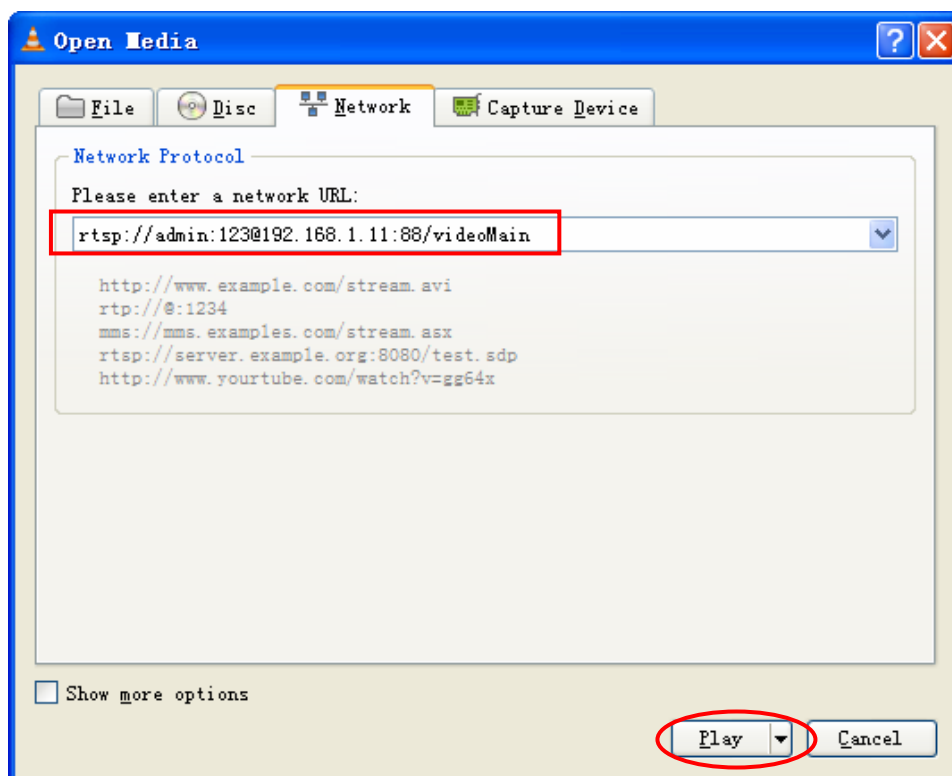 Open Media
File
Disc
Network
Capture Device
Network Protocol
Please enter a network URL:
rtsp://admin:123@192.168.1.11:88/videoMain
http://www.example.com/stream.avi
rtp://@:1234
mms://mms.examples.com/stream.asx
rtsp://server.example.org:8080/test.sdp
http://www.yourtube.com/watch?v=gg64x
Show more options
Play
Cancel